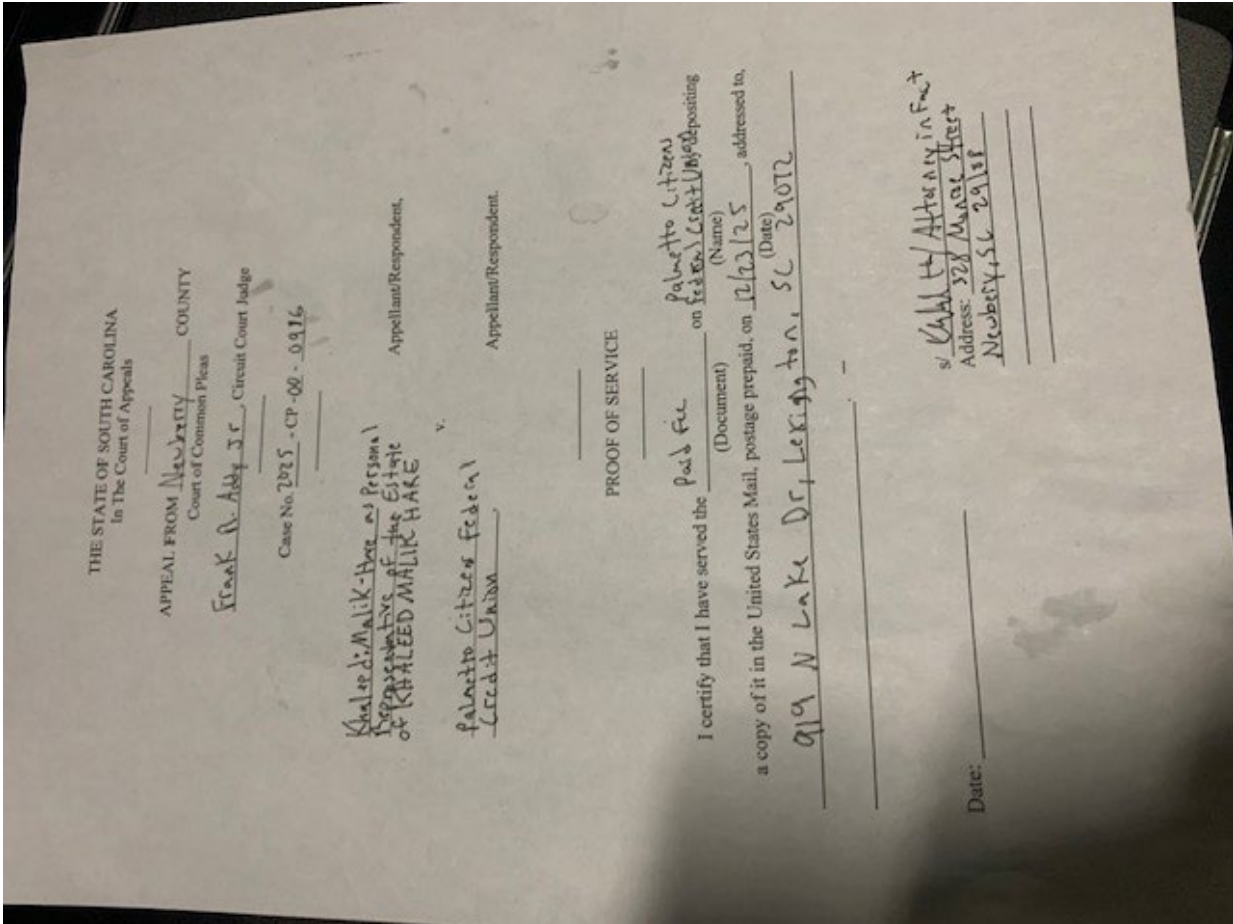 THE STATE OF SOUTH CAROLINA
In The Court of Appeals
APPEAL FROM Newberry COUNTY
Court of Common Pleas
Frank R. Addy Jr, Circuit Court Judge
Case No. 2025 - CP - 00 - 0916
Khaleed:Malik-Hare as Personal
Representative of the Estate
of KHALEED MALIK HARE Appellant/Respondent,
v.
Palmetto Citizens Federal
Credit Union, Appellant/Respondent.
PROOF OF SERVICE
Palmetto Citizens
I certify that I have served the Paid Fee on Federal Credit Union depositing
(Document) (Name)
a copy of it in the United States Mail, postage prepaid, on 12/23/25, addressed to,
(Date)
919 N Lake Dr, Lexington, SC 29072
s/ Attorney in Fact
Address: 328 Monroe Street
Newberry, SC 29108
Date: